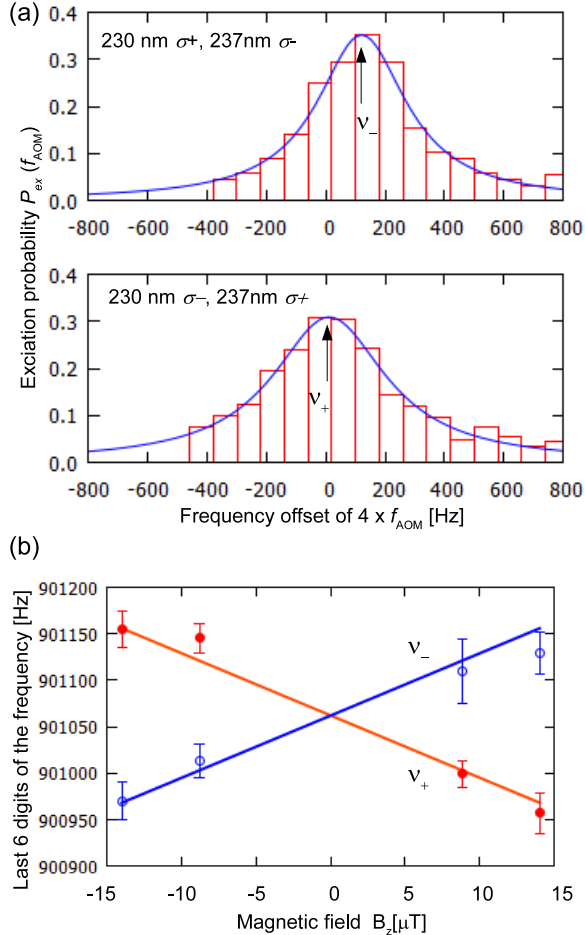 (a)
230 nm σ+, 237nm σ-
0.4
0.3
0.2
0.1
0.0
ν−
-800 -600 -400 -200 0 200 400 600 800
Exciation probability Pex (fAOM)
230 nm σ−, 237nm σ+
0.4
0.3
0.2
0.1
0.0
ν+
-800 -600 -400 -200 0 200 400 600 800
Frequency offset of 4 x fAOM [Hz]
(b)
Last 6 digits of the frequency [Hz]
901200
901150
901100
901050
901000
900950
900900
ν−
ν+
-15 -10 -5 0 5 10 15
Magnetic field Bz[μT]